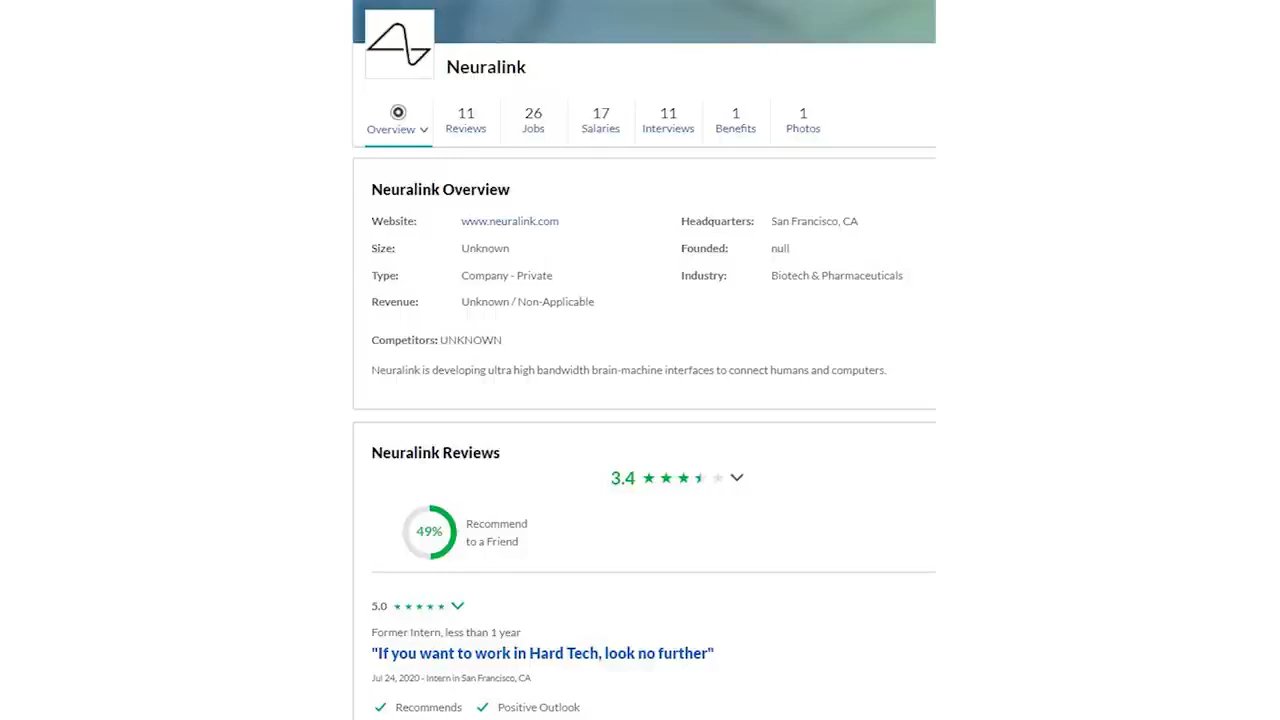 Neuralink
Overview
11 Reviews
26 Jobs
17 Salaries
11 Interviews
1 Benefits
1 Photos
Neuralink Overview
Website: www.neuralink.com
Headquarters: San Francisco, CA
Size: Unknown
Founded: null
Type: Company - Private
Industry: Biotech & Pharmaceuticals
Revenue: Unknown / Non-Applicable
Competitors: UNKNOWN
Neuralink is developing ultra high bandwidth brain-machine interfaces to connect humans and computers.
Neuralink Reviews
3.4
49%
Recommend
to a Friend
5.0
Former Intern, less than 1 year
"If you want to work in Hard Tech, look no further"
Jul 24, 2020 - Intern in San Francisco, CA
Recommends Positive Outlook